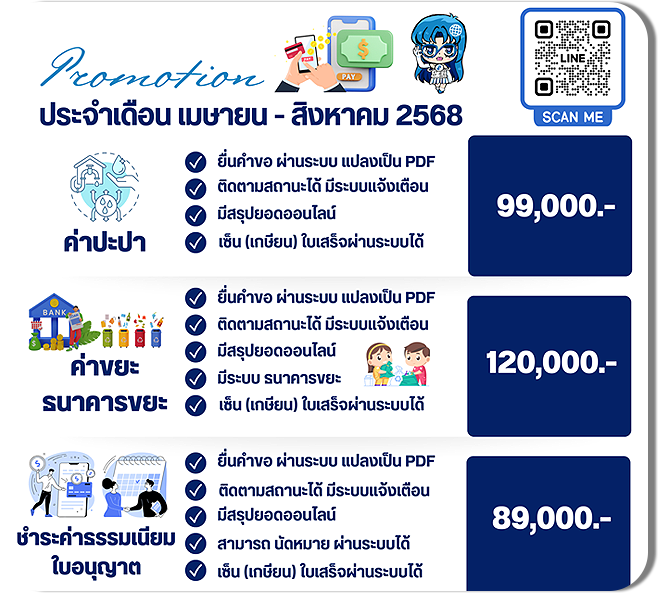 Promotion
PAY
LINE
SCAN ME
ประจำเดือน เมษายน - สิงหาคม 2568
ยื่นคำขอ ผ่านระบบ แปลงเป็น PDF
ติดตามสถานะได้ มีระบบแจ้งเตือน
มีสรุปยอดออนไลน์
เซ็น (เกษียน) ใบเสร็จผ่านระบบได้
ค่าปะปา
99,000.-
ยื่นคำขอ ผ่านระบบ แปลงเป็น PDF
ติดตามสถานะได้ มีระบบแจ้งเตือน
มีสรุปยอดออนไลน์
มีระบบ ธนาคารขยะ
เซ็น (เกษียน) ใบเสร็จผ่านระบบได้
BANK
ค่าขยะ
ธนาคารขยะ
120,000.-
ยื่นคำขอ ผ่านระบบ แปลงเป็น PDF
ติดตามสถานะได้ มีระบบแจ้งเตือน
มีสรุปยอดออนไลน์
สามารถ นัดหมาย ผ่านระบบได้
เซ็น (เกษียน) ใบเสร็จผ่านระบบได้
ชำระค่าธรรมเนียม
ใบอนุญาต
89,000.-